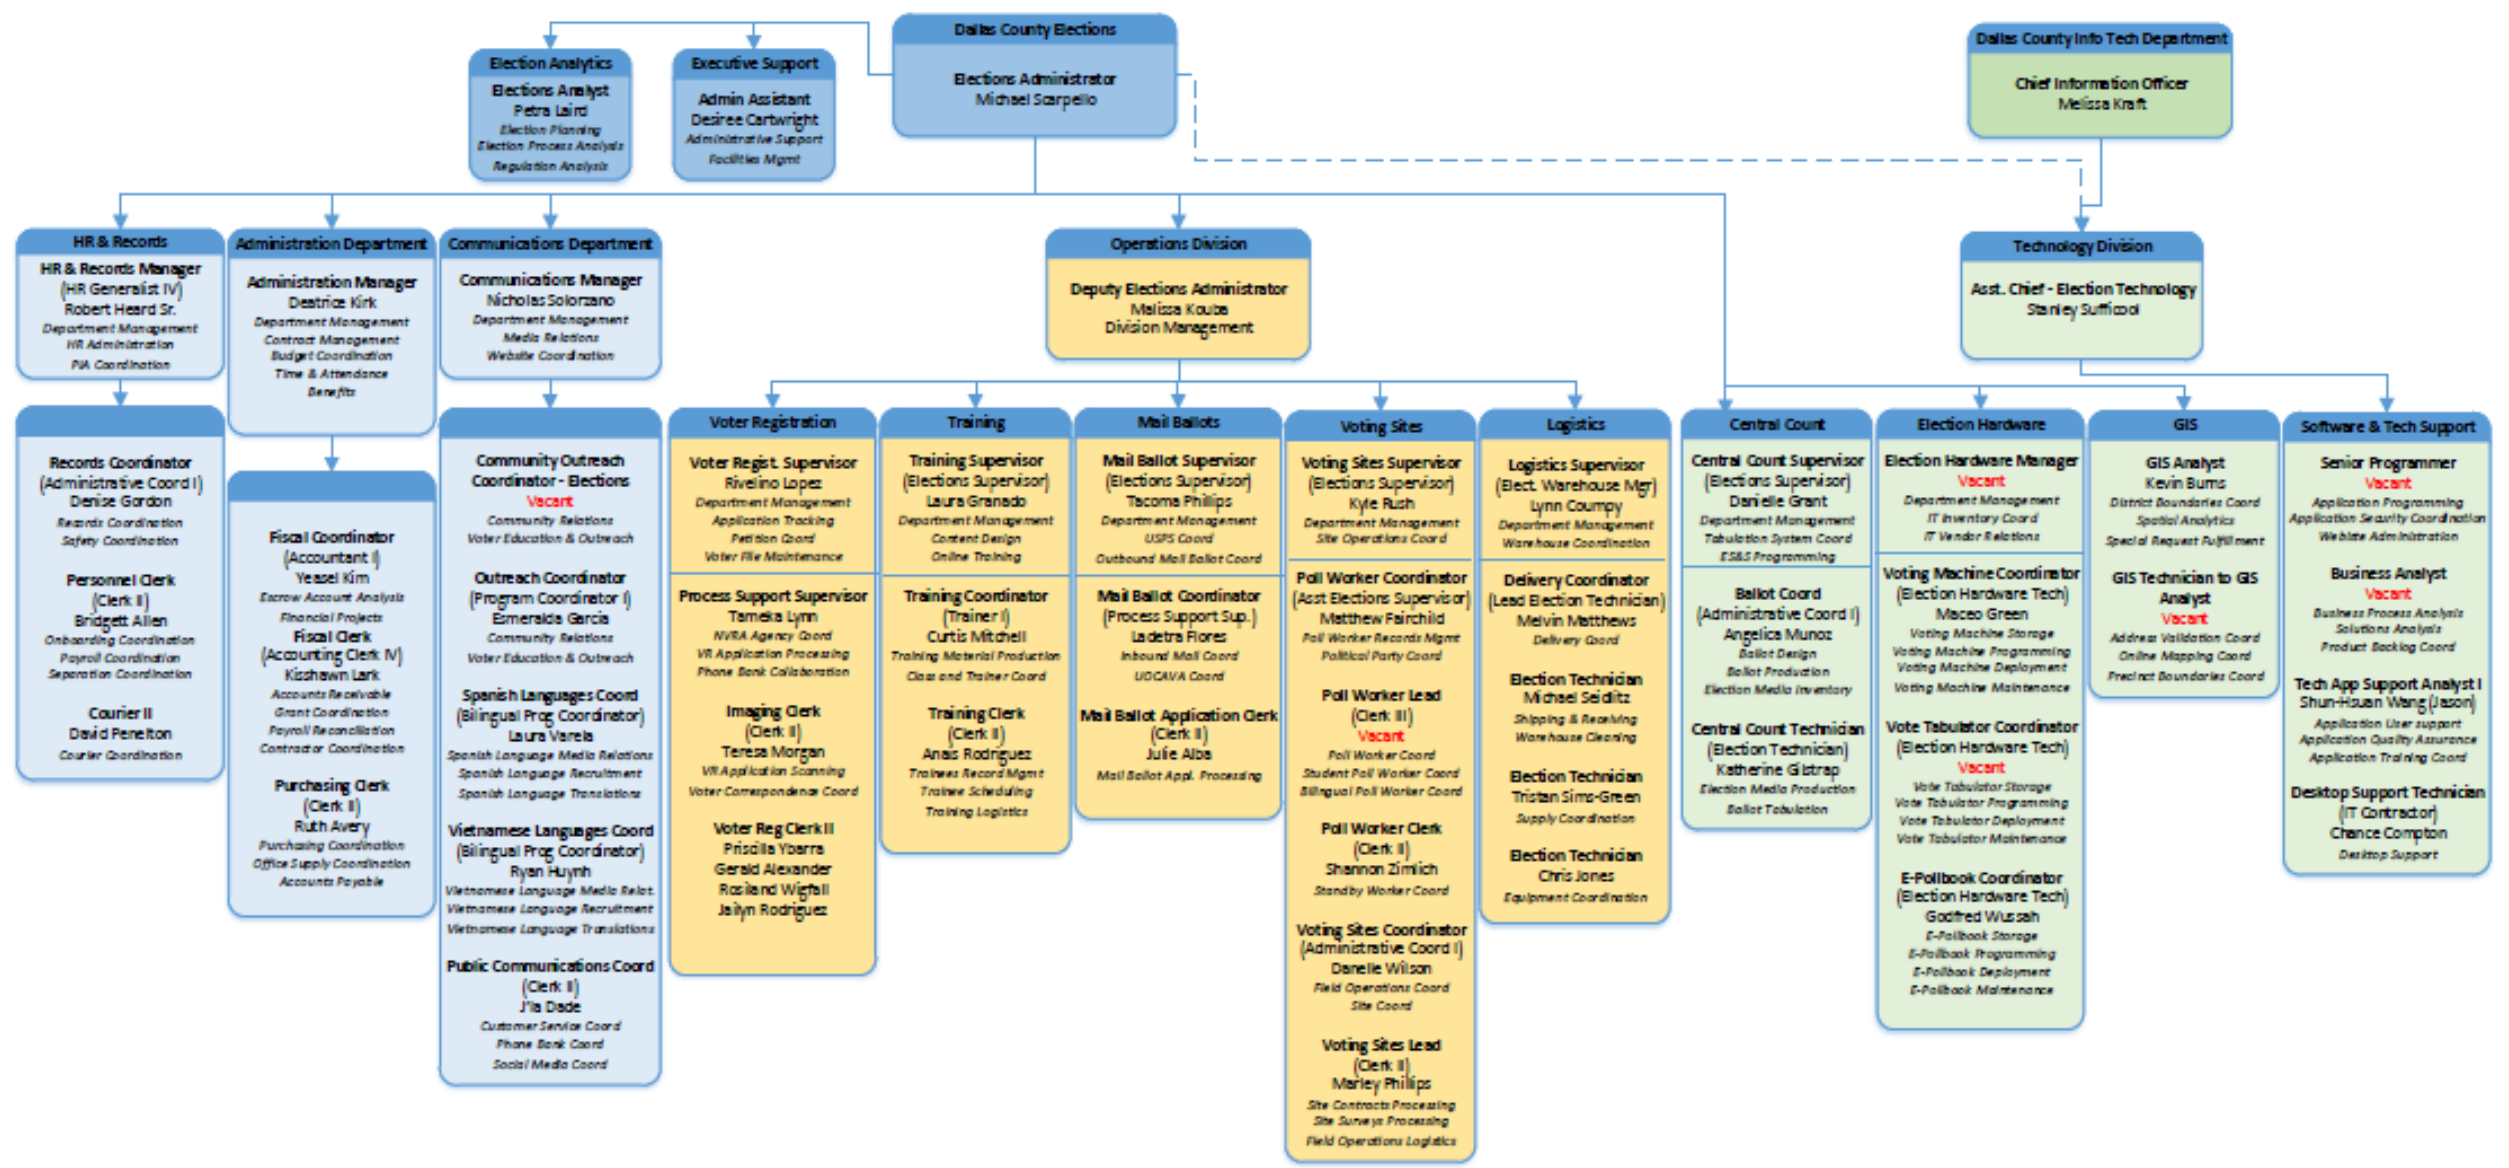 Dallas County Elections
Elections Administrator
Michael Scarpello
Election Analytics
Elections Analyst
Petra Laird
Election Planning
Election Process Analysis
Regulation Analysis
Executive Support
Admin Assistant
Desiree Cartwright
Administrative Support
Facilities Mgmt
Dallas County Info Tech Department
Chief Information Officer
Melissa Kraft
HR & Records
HR & Records Manager
(HR Generalist IV)
Robert Heard Sr.
Department Management
HR Administration
PIA Coordination
Administration Department
Administration Manager
Deatrice Kirk
Department Management
Contract Management
Budget Coordination
Time & Attendance
Benefits
Communications Department
Communications Manager
Nicholas Solorzano
Department Management
Media Relations
Website Coordination
Operations Division
Deputy Elections Administrator
Malissa Kouba
Division Management
Technology Division
Asst. Chief - Election Technology
Stanley Sufficool
Records Coordinator
(Administrative Coord I)
Denise Gordon
Records Coordination
Safety Coordination
Personnel Clerk
(Clerk II)
Bridgett Allen
Onboarding Coordination
Payroll Coordination
Separation Coordination
Courier II
David Penelton
Courier Coordination
Fiscal Coordinator
(Accountant I)
Yeasel Kim
Escrow Account Analysis
Financial Projects
Fiscal Clerk
(Accounting Clerk IV)
Kisshawn Lark
Accounts Receivable
Grant Coordination
Payroll Reconciliation
Contractor Coordination
Purchasing Clerk
(Clerk II)
Ruth Avery
Purchasing Coordination
Office Supply Coordination
Accounts Payable
Community Outreach
Coordinator - Elections
Vacant
Community Relations
Voter Education & Outreach
Outreach Coordinator
(Program Coordinator I)
Esmeralda Garcia
Community Relations
Voter Education & Outreach
Spanish Languages Coord
(Bilingual Prog Coordinator)
Laura Varela
Spanish Language Media Relations
Spanish Language Recruitment
Spanish Language Translations
Vietnamese Languages Coord
(Bilingual Prog Coordinator)
Ryan Huynh
Vietnamese Language Media Relat.
Vietnamese Language Recruitment
Vietnamese Language Translations
Public Communications Coord
(Clerk II)
J'la Dade
Customer Service Coord
Phone Bank Coord
Social Media Coord
Voter Registration
Voter Regist. Supervisor
Rivelino Lopez
Department Management
Application Tracking
Petition Coord
Voter File Maintenance
Process Support Supervisor
Tameka Lynn
NVRA Agency Coord
VR Application Processing
Phone Bank Collaboration
Imaging Clerk
(Clerk II)
Teresa Morgan
VR Application Scanning
Voter Correspondence Coord
Voter Reg Clerk II
Priscilla Ybarra
Gerald Alexander
Rosiland Wigfall
Jailyn Rodriguez
Training
Training Supervisor
(Elections Supervisor)
Laura Granado
Department Management
Content Design
Online Training
Training Coordinator
(Trainer I)
Curtis Mitchell
Training Material Production
Class and Trainer Coord
Training Clerk
(Clerk II)
Anais Rodriguez
Trainees Record Mgmt
Trainee Scheduling
Training Logistics
Mail Ballots
Mail Ballot Supervisor
(Elections Supervisor)
Tacoma Phillips
Department Management
USPS Coord
Outbound Mail Ballot Coord
Mail Ballot Coordinator
(Process Support Sup.)
Ladetra Flores
Inbound Mail Coord
UOCAVA Coord
Mail Ballot Application Clerk
(Clerk II)
Julie Alba
Mail Ballot Appl. Processing
Voting Sites
Voting Sites Supervisor
(Elections Supervisor)
Kyle Rush
Department Management
Site Operations Coord
Poll Worker Coordinator
(Asst Elections Supervisor)
Matthew Fairchild
Poll Worker Records Mgmt
Political Party Coord
Poll Worker Lead
(Clerk III)
Vacant
Poll Worker Coord
Student Poll Worker Coord
Bilingual Poll Worker Coord
Poll Worker Clerk
(Clerk II)
Shannon Zimlich
Standby Worker Coord
Voting Sites Coordinator
(Administrative Coord I)
Danelle Wilson
Field Operations Coord
Site Coord
Voting Sites Lead
(Clerk II)
Marley Phillips
Site Contracts Processing
Site Surveys Processing
Field Operations Logistics
Logistics
Logistics Supervisor
(Elect. Warehouse Mgr)
Lynn Coumpy
Department Management
Warehouse Coordination
Delivery Coordinator
(Lead Election Technician)
Melvin Matthews
Delivery Coord
Election Technician
Michael Seidlitz
Shipping & Receiving
Warehouse Cleaning
Election Technician
Tristan Sims-Green
Supply Coordination
Election Technician
Chris Jones
Equipment Coordination
Central Count
Central Count Supervisor
(Elections Supervisor)
Danielle Grant
Department Management
Tabulation System Coord
ES&S Programming
Ballot Coord
(Administrative Coord I)
Angelica Munoz
Ballot Design
Ballot Production
Election Media Inventory
Central Count Technician
(Election Technician)
Katherine Gilstrap
Election Media Production
Ballot Tabulation
Election Hardware
Election Hardware Manager
Vacant
Department Management
IT Inventory Coord
IT Vendor Relations
Voting Machine Coordinator
(Election Hardware Tech)
Maceo Green
Voting Machine Storage
Voting Machine Programming
Voting Machine Deployment
Voting Machine Maintenance
Vote Tabulator Coordinator
(Election Hardware Tech)
Vacant
Vote Tabulator Storage
Vote Tabulator Programming
Vote Tabulator Deployment
Vote Tabulator Maintenance
E-Pollbook Coordinator
(Election Hardware Tech)
Godfred Wussah
E-Pollbook Storage
E-Pollbook Programming
E-Pollbook Deployment
E-Pollbook Maintenance
GIS
GIS Analyst
Kevin Burns
District Boundaries Coord
Spatial Analytics
Special Request Fulfillment
GIS Technician to GIS
Analyst
Vacant
Address Validation Coord
Online Mapping Coord
Precinct Boundaries Coord
Software & Tech Support
Senior Programmer
Vacant
Application Programming
Application Security Coordination
Website Administration
Business Analyst
Vacant
Business Process Analysis
Solutions Analysis
Product Backlog Coord
Tech App Support Analyst I
Shun-Hsuan Wang (Jason)
Application User support
Application Quality Assurance
Application Training Coord
Desktop Support Technician
(IT Contractor)
Chance Compton
Desktop Support